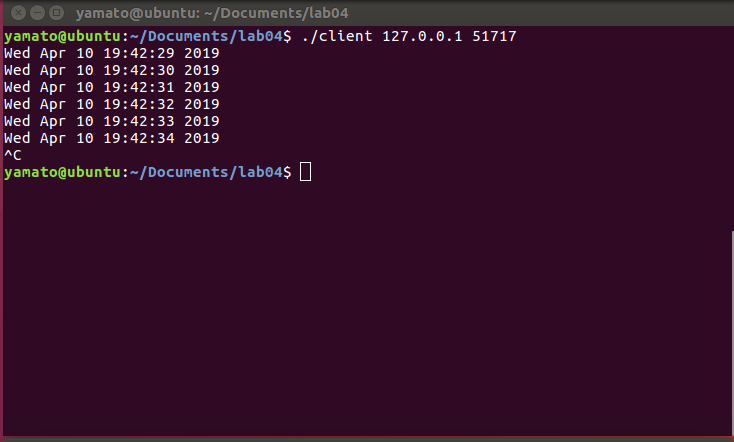 yamato@ubuntu: ~/Documents/lab04
yamato@ubuntu:~/Documents/lab04$ ./client 127.0.0.1 51717
Wed Apr 10 19:42:29 2019
Wed Apr 10 19:42:30 2019
Wed Apr 10 19:42:31 2019
Wed Apr 10 19:42:32 2019
Wed Apr 10 19:42:33 2019
Wed Apr 10 19:42:34 2019
^C
yamato@ubuntu:~/Documents/lab04$